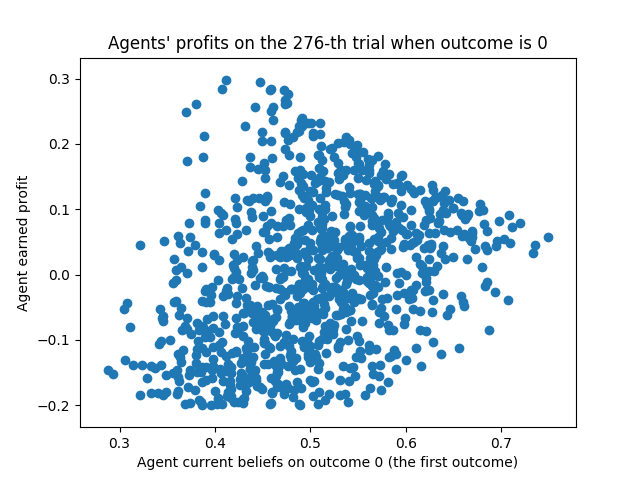 Agents' profits on the 276-th trial when outcome is 0
0.3
0.2
0.1
0.0
−0.1
−0.2
Agent earned profit
0.3 0.4 0.5 0.6 0.7
Agent current beliefs on outcome 0 (the first outcome)